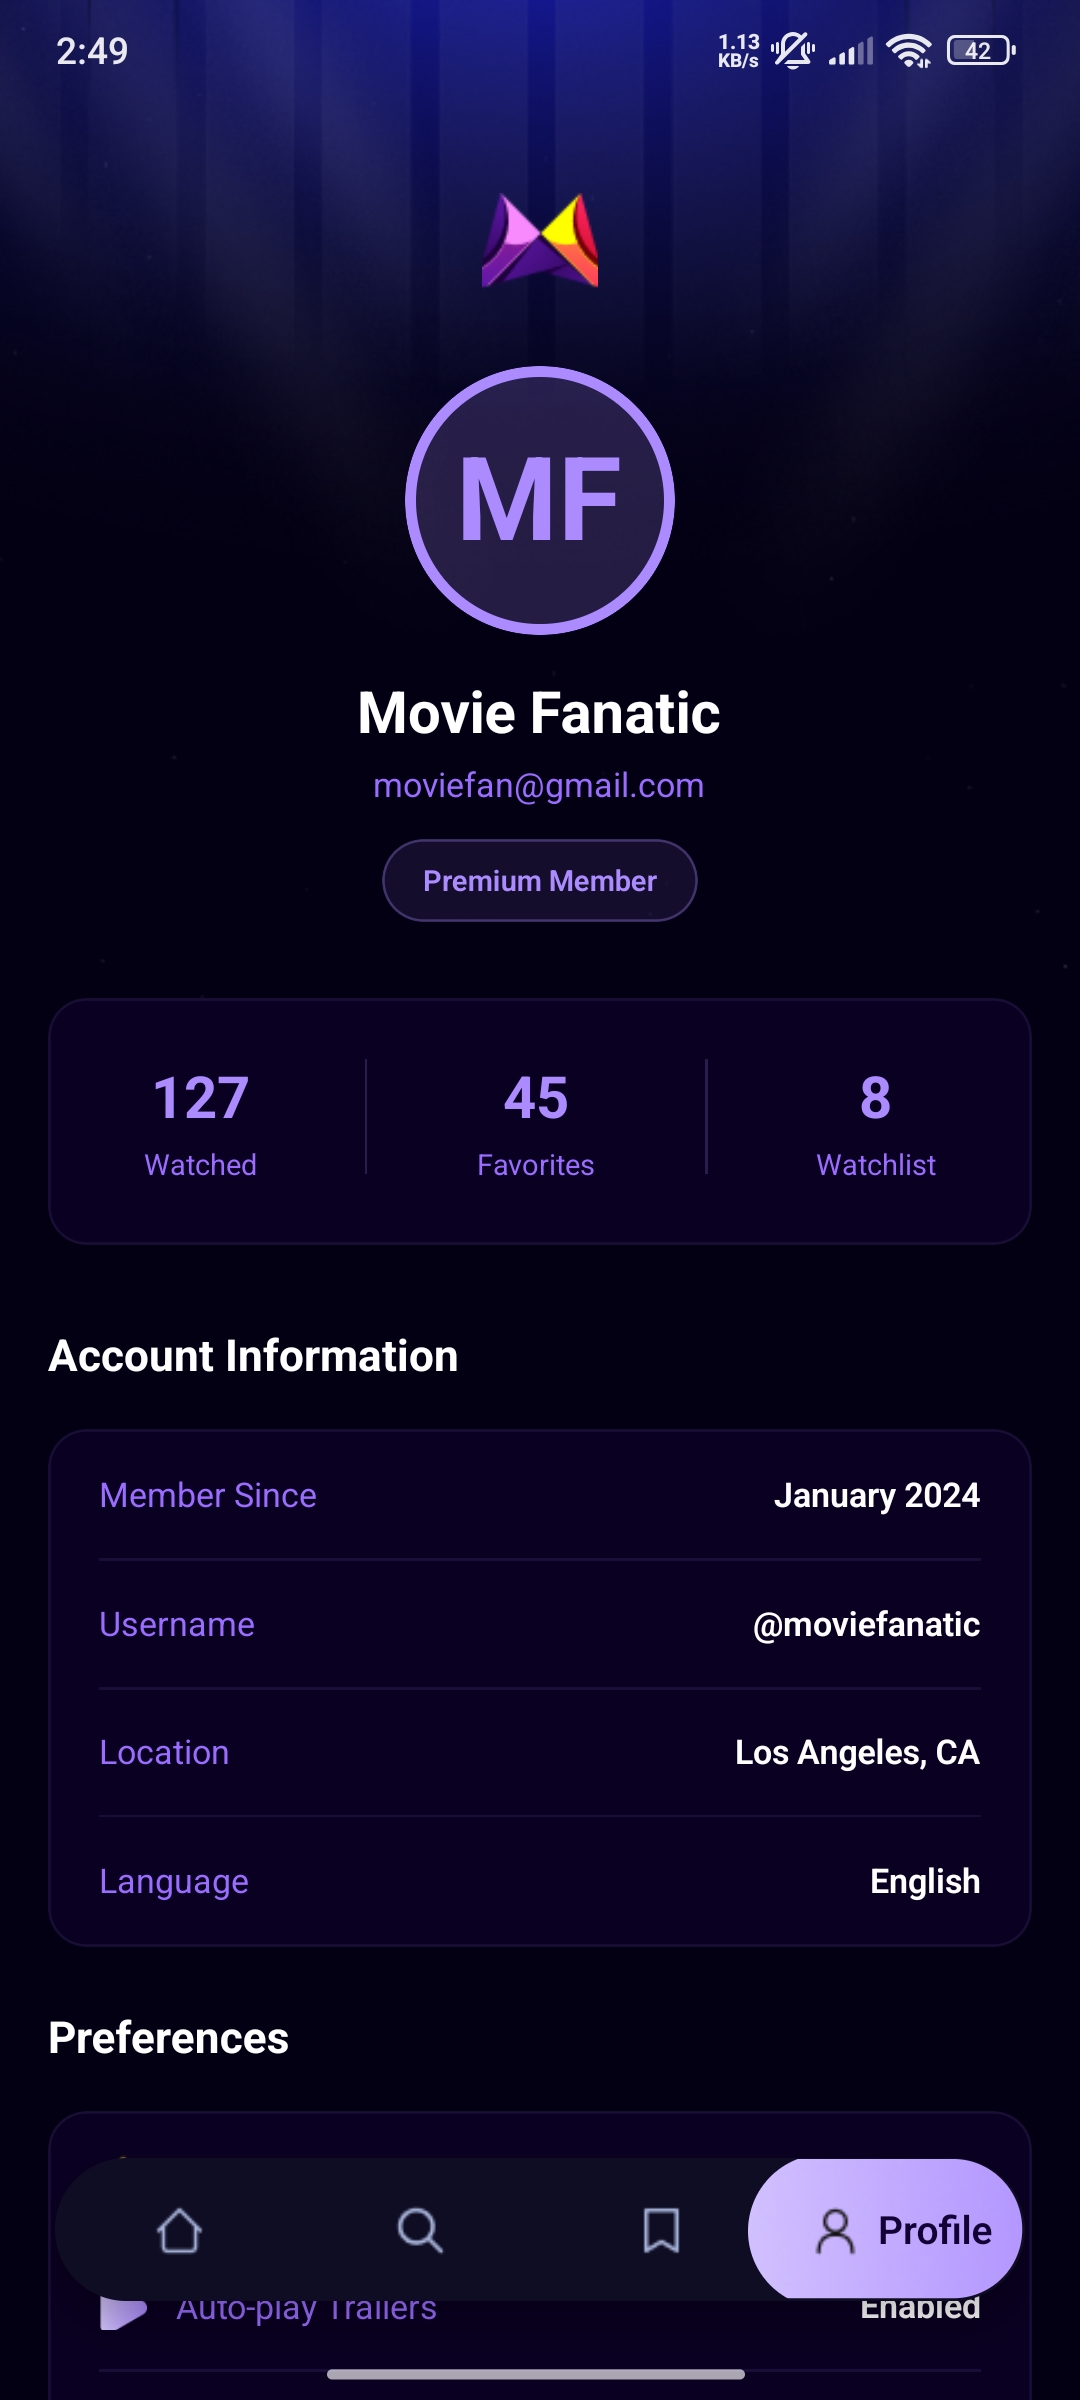 2:49
1.13
KB/s
42
MF
Movie Fanatic
moviefan@gmail.com
Premium Member
127
45
8
Watched
Favorites
Watchlist
Account Information
Member Since
January 2024
Username
@moviefanatic
Location
Los Angeles, CA
Language
English
Preferences
Profile
Auto-play Trailers
Enabled